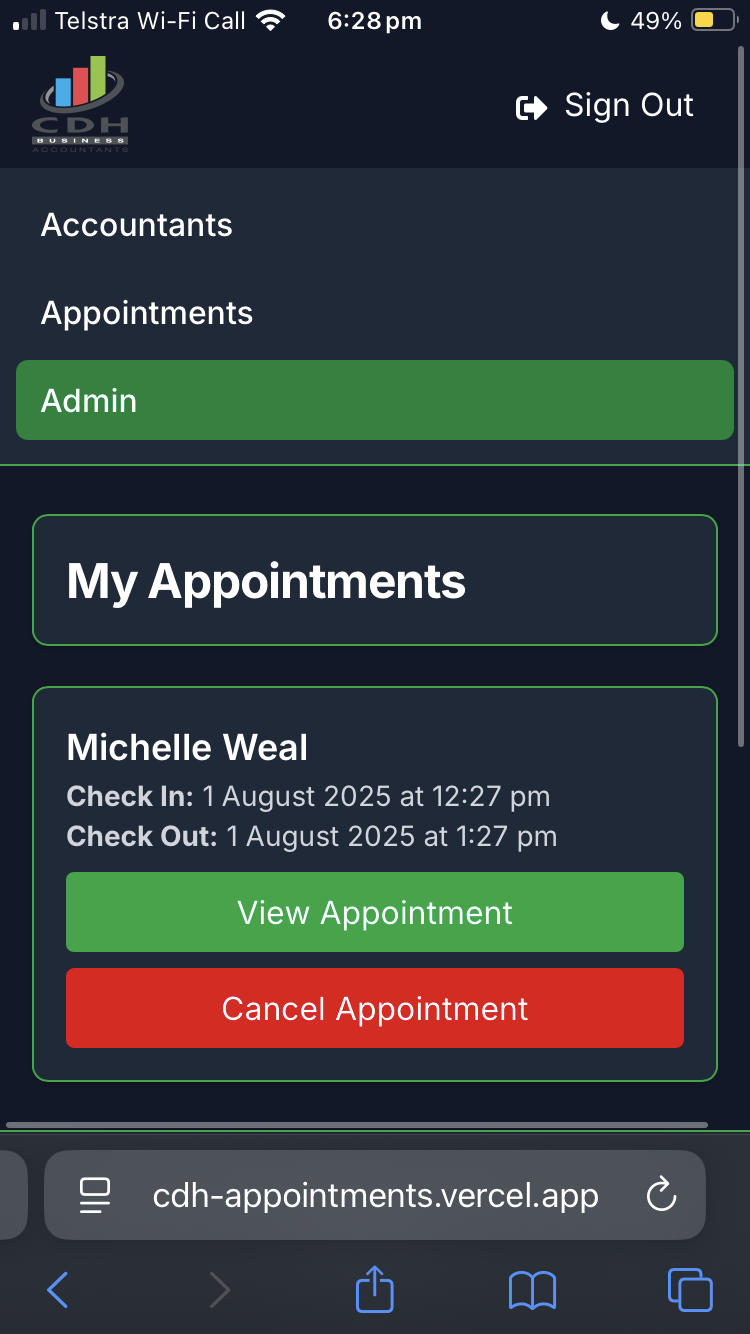 Telstra Wi-Fi Call 6:28 pm 49%
CDH
BUSINESS
ACCOUNTANTS
Sign Out
Accountants
Appointments
Admin
My Appointments
Michelle Weal
Check In: 1 August 2025 at 12:27 pm
Check Out: 1 August 2025 at 1:27 pm
View Appointment
Cancel Appointment
cdh-appointments.vercel.app